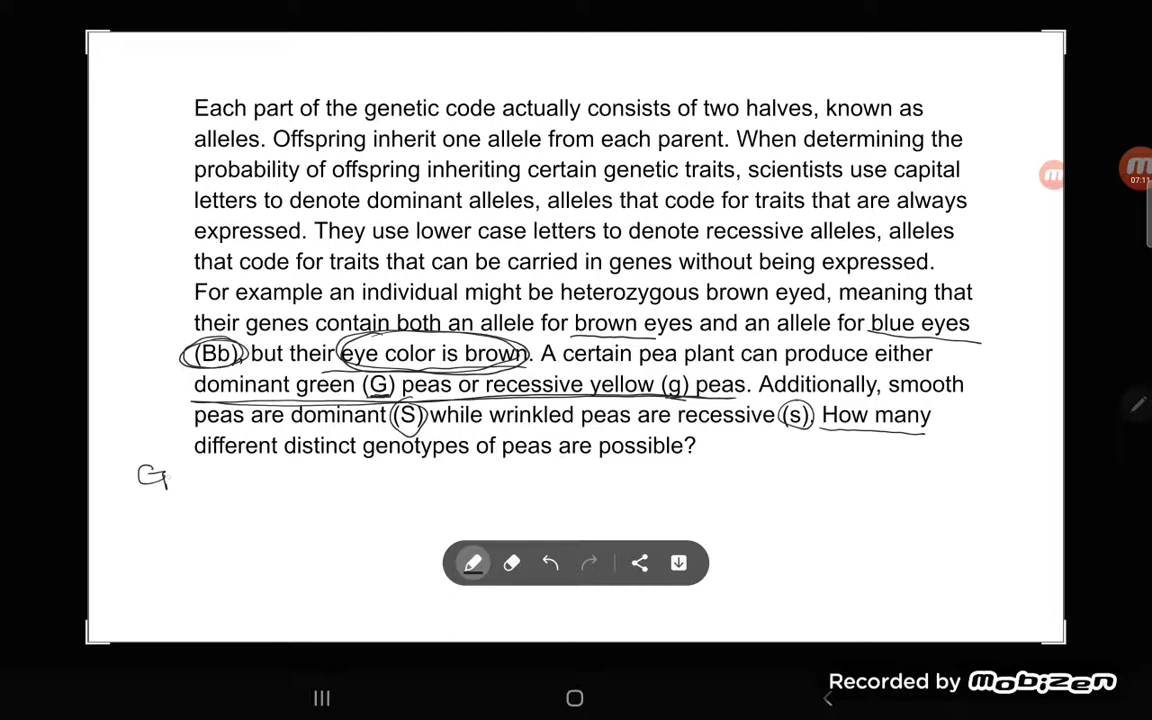 Each part of the genetic code actually consists of two halves, known as
alleles. Offspring inherit one allele from each parent. When determining the
probability of offspring inheriting certain genetic traits, scientists use capital
letters to denote dominant alleles, alleles that code for traits that are always
expressed. They use lower case letters to denote recessive alleles, alleles
that code for traits that can be carried in genes without being expressed.
For example an individual might be heterozygous brown eyed, meaning that
their genes contain both an allele for brown eyes and an allele for blue eyes
(Bb), but their eye color is brown. A certain pea plant can produce either
dominant green (G) peas or recessive yellow (g) peas. Additionally, smooth
peas are dominant (S) while wrinkled peas are recessive (s). How many
different distinct genotypes of peas are possible?
G
m
m
07:11
Recorded by mobizen